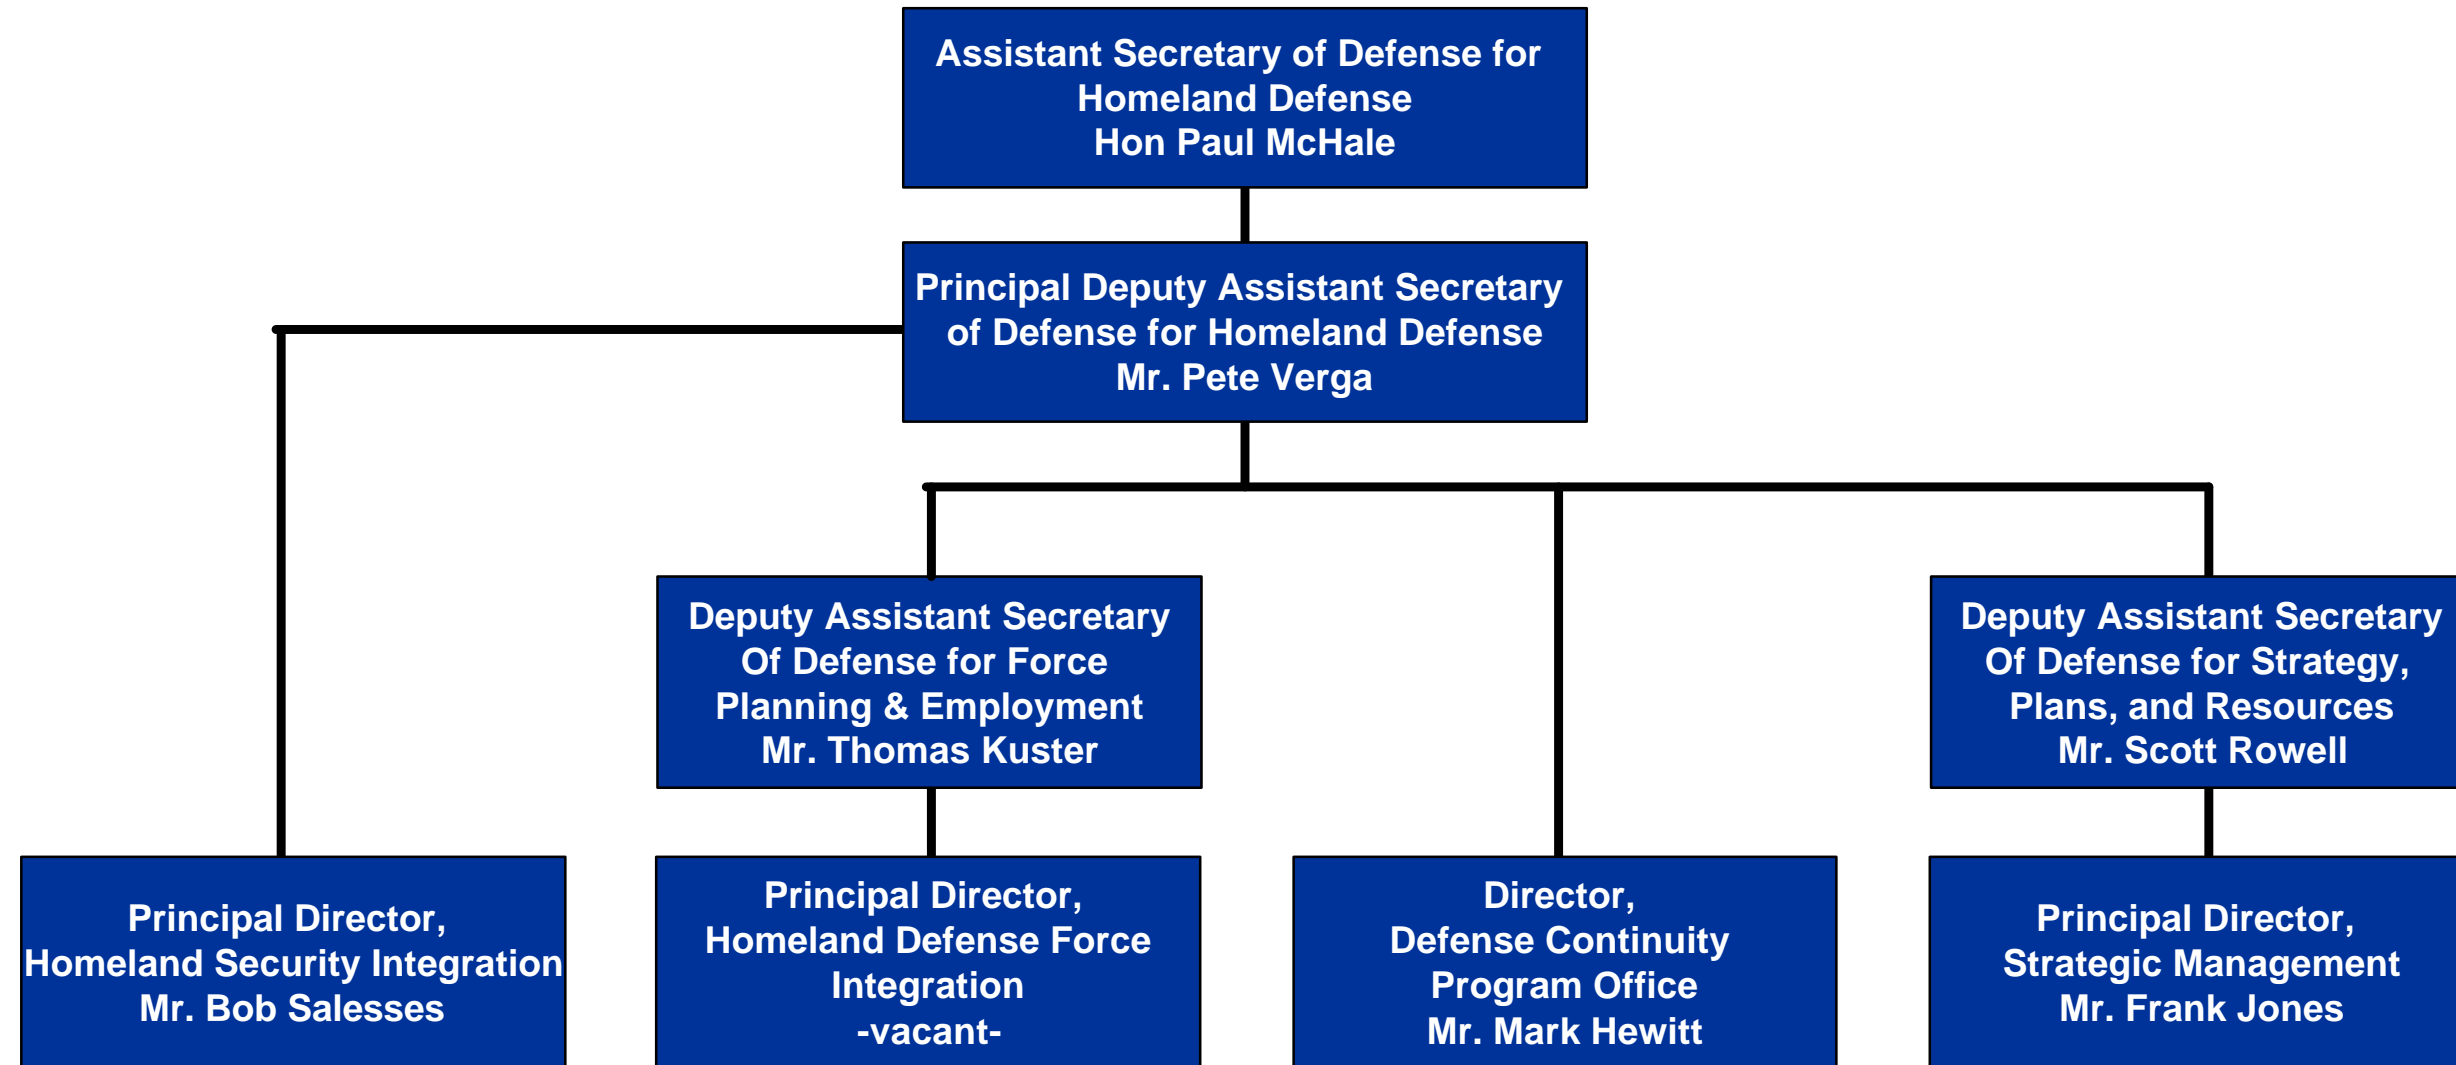 Assistant Secretary of Defense for
Homeland Defense
Hon Paul McHale
Principal Deputy Assistant Secretary
of Defense for Homeland Defense
Mr. Pete Verga
Deputy Assistant Secretary
Of Defense for Force
Planning & Employment
Mr. Thomas Kuster
Deputy Assistant Secretary
Of Defense for Strategy,
Plans, and Resources
Mr. Scott Rowell
Principal Director,
Homeland Security Integration
Mr. Bob Salesses
Principal Director,
Homeland Defense Force
Integration
-vacant-
Director,
Defense Continuity
Program Office
Mr. Mark Hewitt
Principal Director,
Strategic Management
Mr. Frank Jones